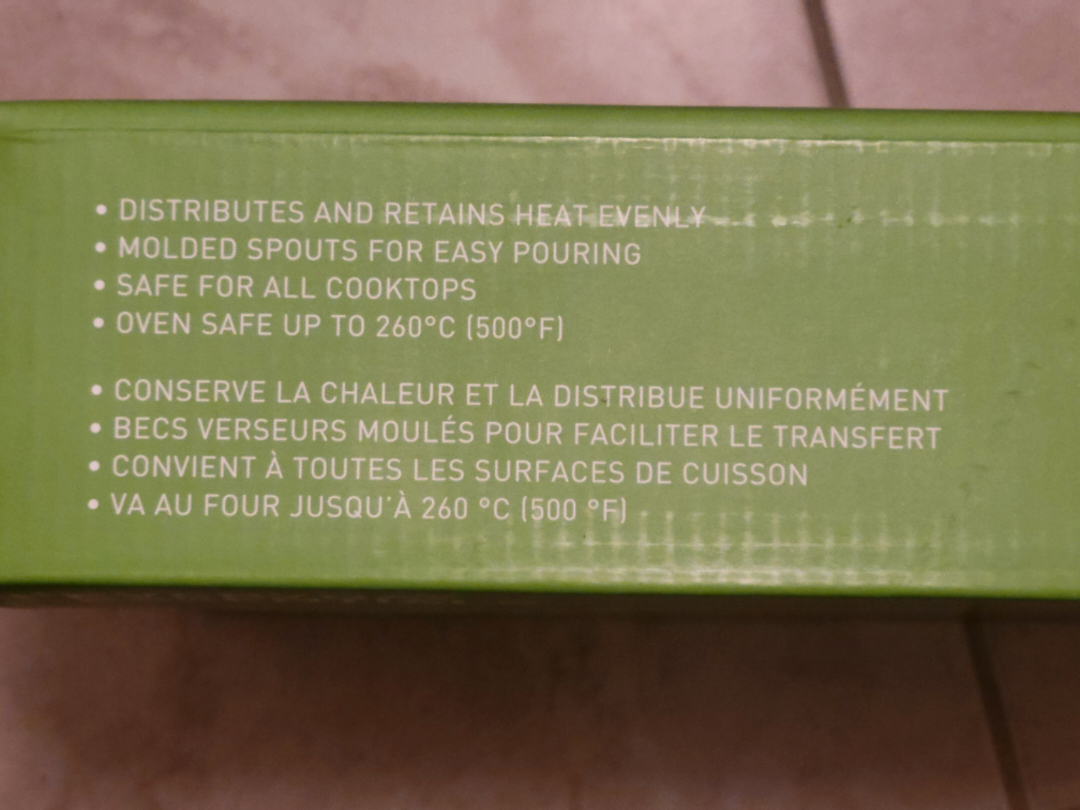 • DISTRIBUTES AND RETAINS HEAT EVENLY
• MOLDED SPOUTS FOR EASY POURING
• SAFE FOR ALL COOKTOPS
• OVEN SAFE UP TO 260°C (500°F)
• CONSERVE LA CHALEUR ET LA DISTRIBUE UNIFORMÉMENT
• BECS VERSEURS MOULÉS POUR FACILITER LE TRANSFERT
• CONVIENT À TOUTES LES SURFACES DE CUISSON
• VA AU FOUR JUSQU'À 260 °C (500 °F)